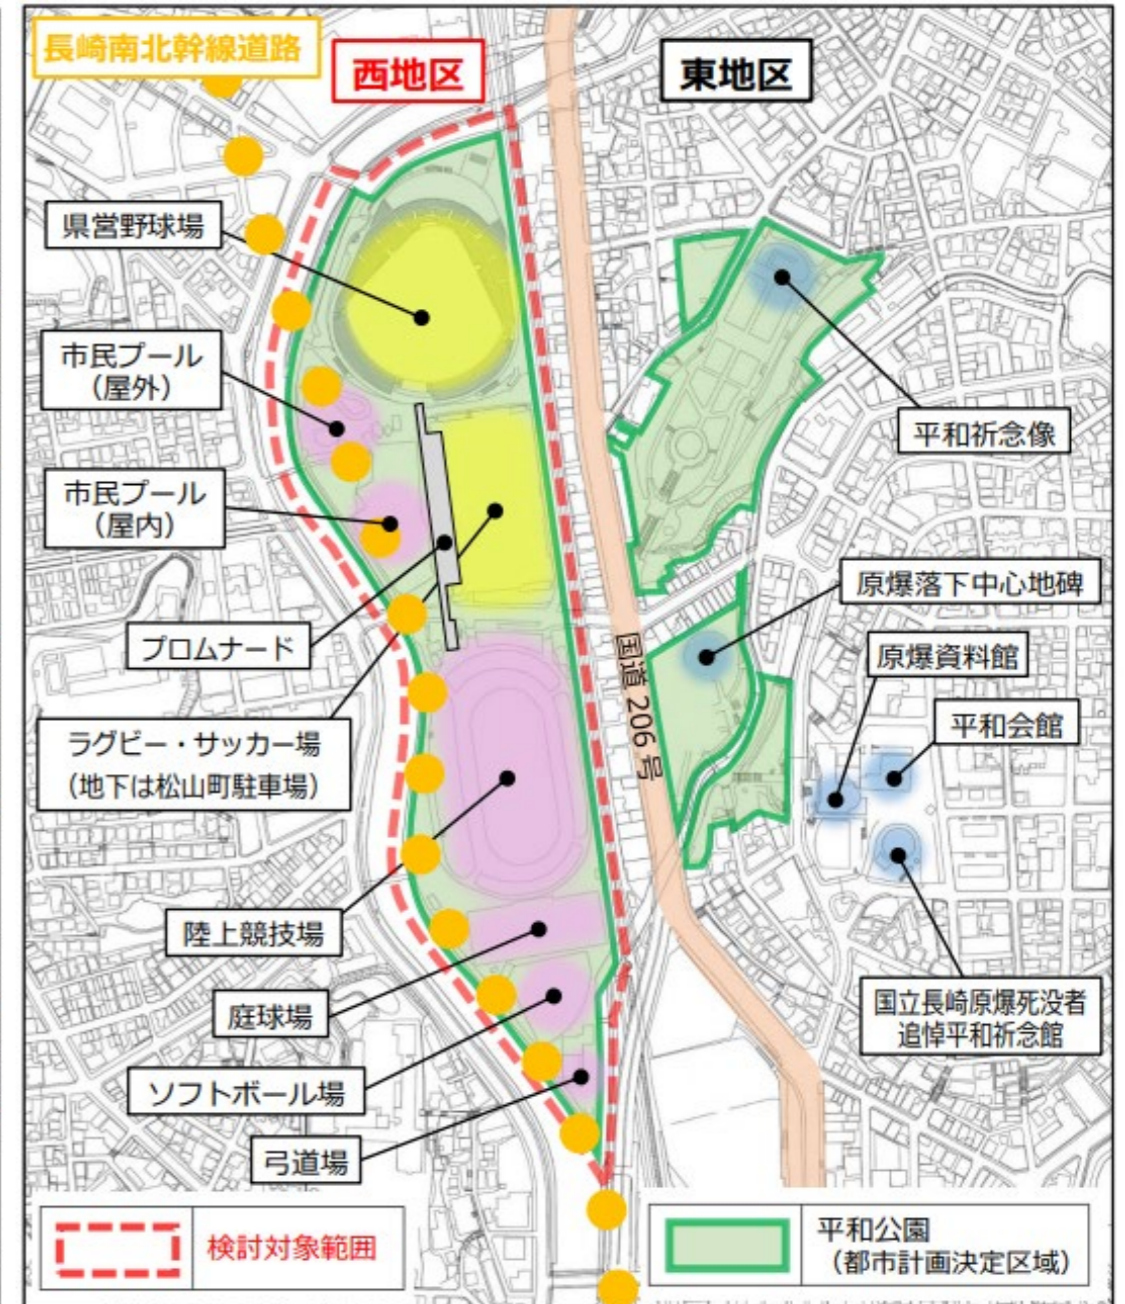 長崎南北幹線道路
西地区
東地区
県営野球場
市民プール
（屋外）
平和祈念像
市民プール
（屋内）
原爆落下中心地碑
プロムナード
国道 206 号
原爆資料館
平和会館
ラグビー・サッカー場
（地下は松山町駐車場）
陸上競技場
庭球場
国立長崎原爆死没者
追悼平和祈念館
ソフトボール場
弓道場
検討対象範囲
平和公園
（都市計画決定区域）